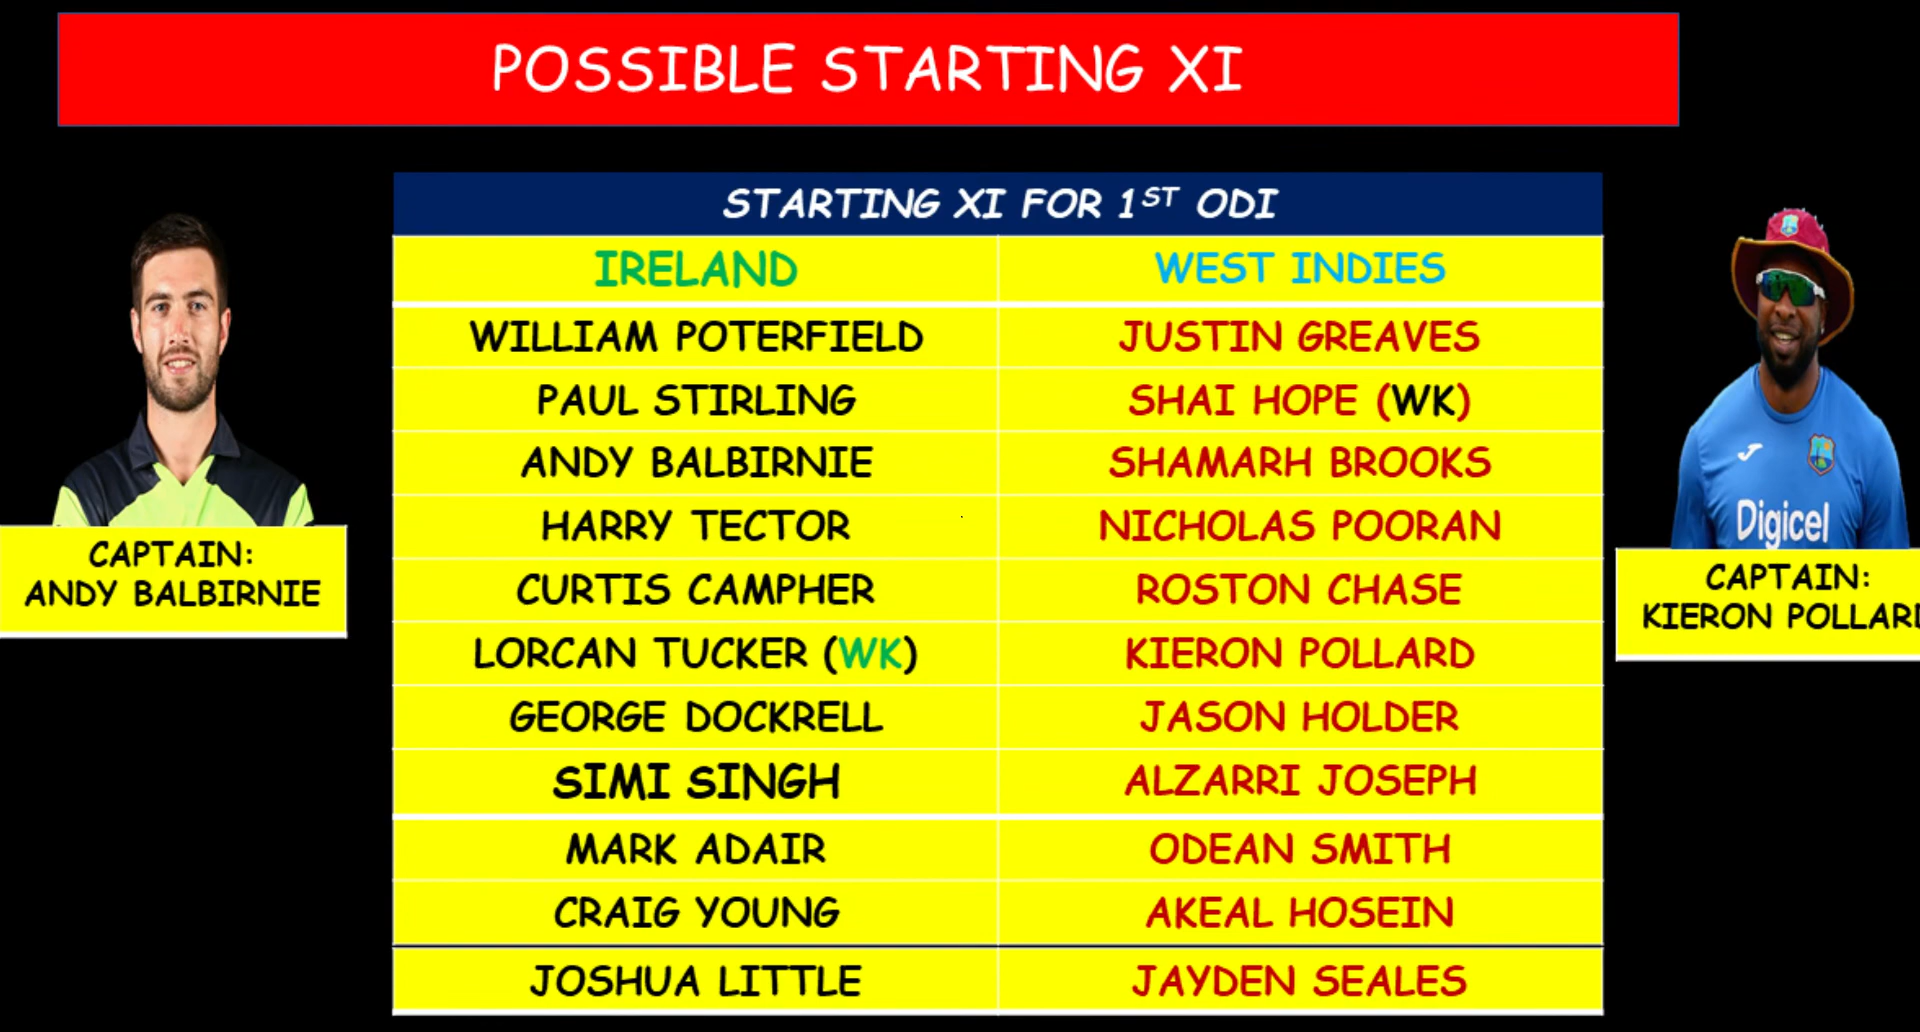 POSSIBLE STARTING XI
STARTING XI FOR 1ST ODI
IRELAND WEST INDIES
WILLIAM POTERFIELD JUSTIN GREAVES
PAUL STIRLING SHAI HOPE (WK)
ANDY BALBIRNIE SHAMARH BROOKS
HARRY TECTOR NICHOLAS POORAN
CURTIS CAMPHER ROSTON CHASE
LORCAN TUCKER (WK) KIERON POLLARD
GEORGE DOCKRELL JASON HOLDER
SIMI SINGH ALZARRI JOSEPH
MARK ADAIR ODEAN SMITH
CRAIG YOUNG AKEAL HOSEIN
JOSHUA LITTLE JAYDEN SEALES
CAPTAIN:
ANDY BALBIRNIE
Digicel
CAPTAIN:
KIERON POLLARD